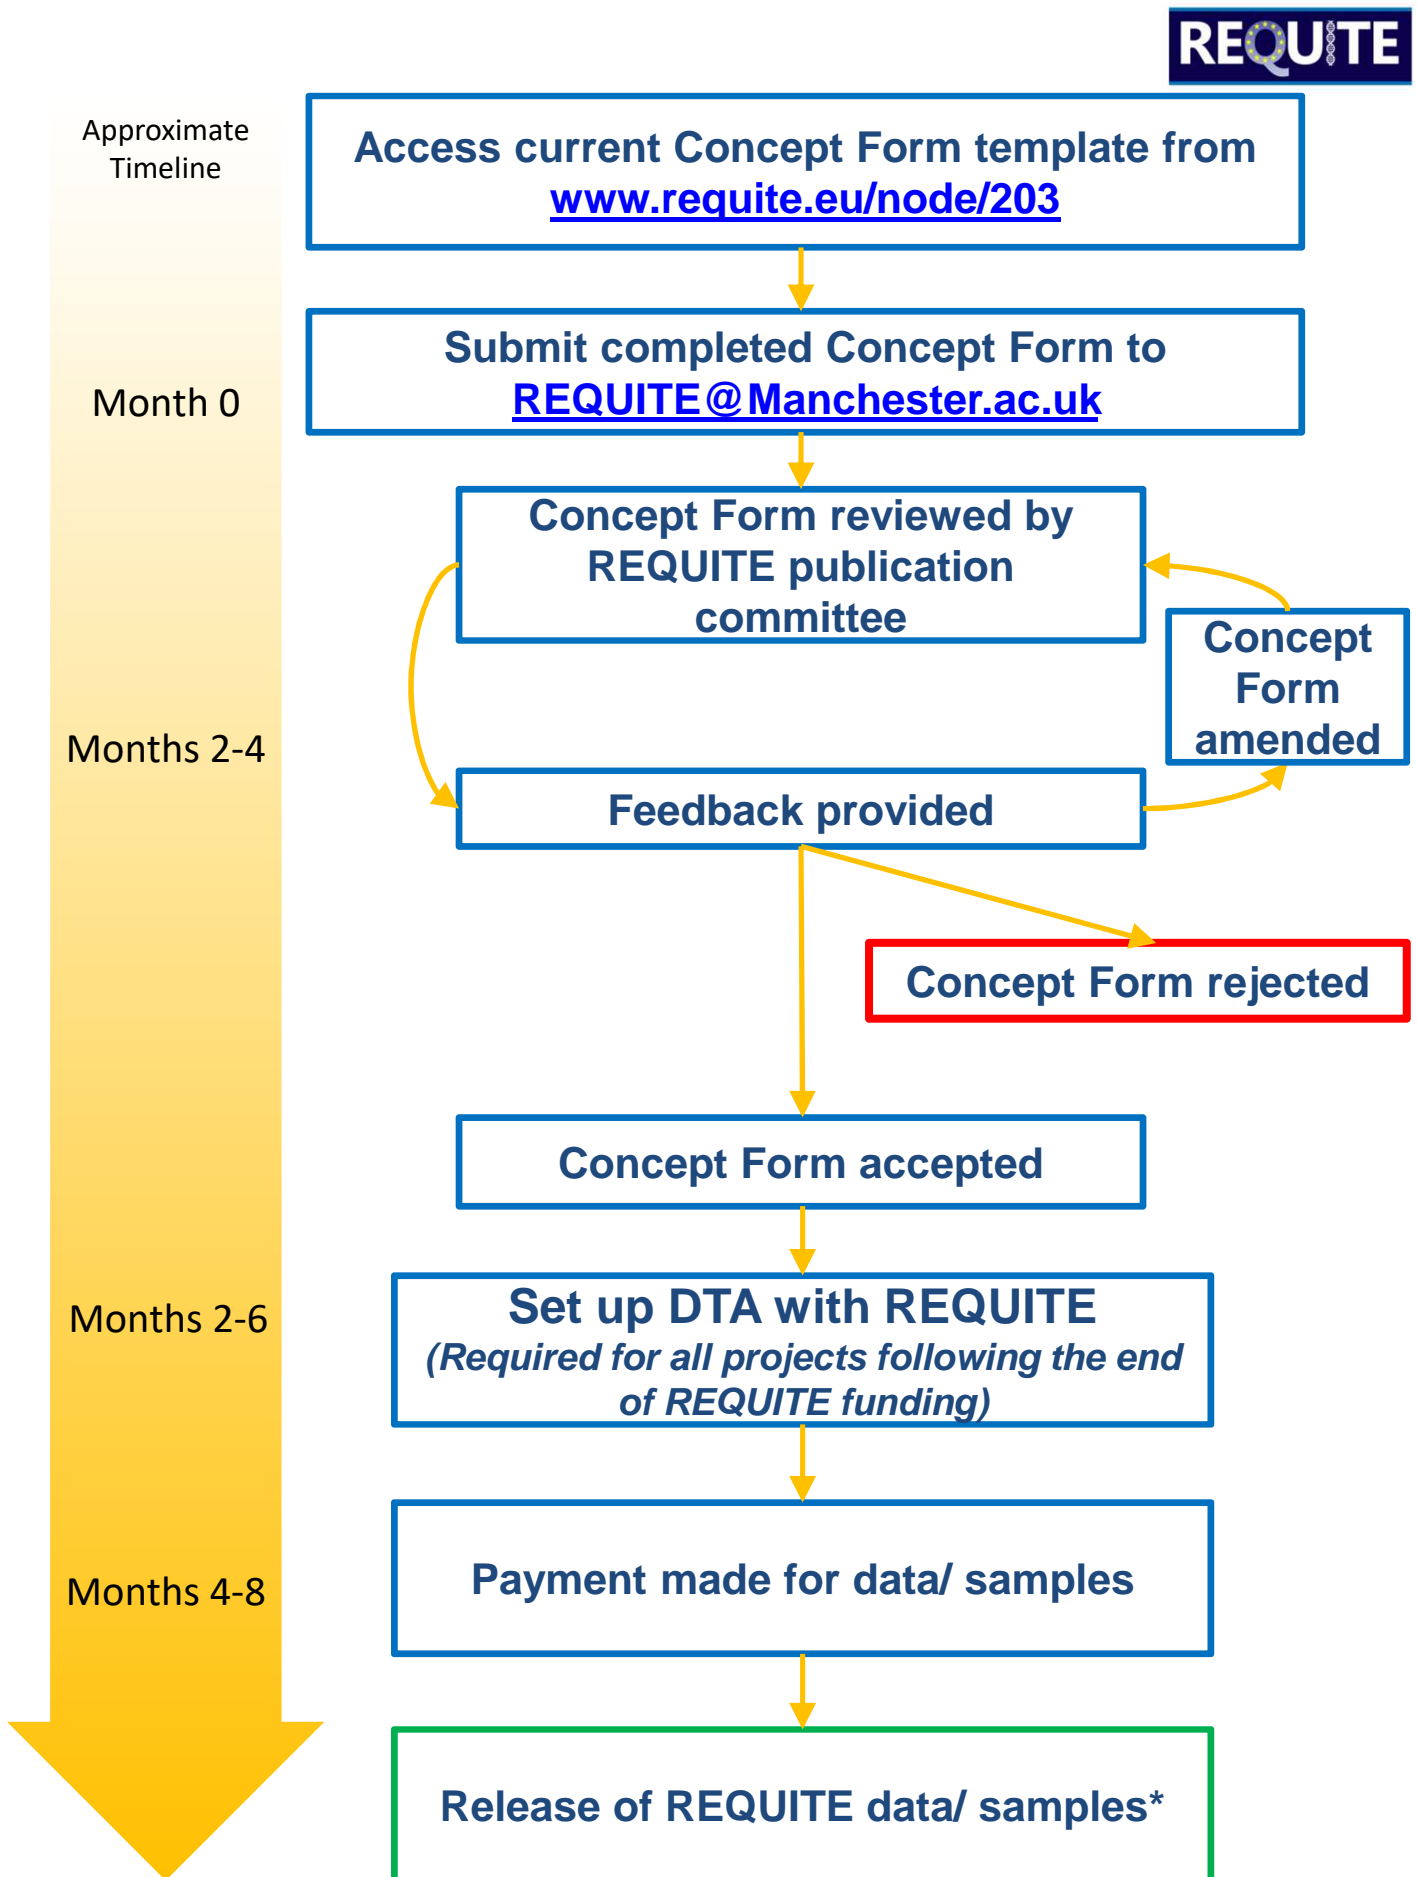 REQUITE
Approximate
Timeline
Access current Concept Form template from
www.requite.eu/node/203
Month 0
Submit completed Concept Form to
REQUITE@Manchester.ac.uk
Concept Form reviewed by
REQUITE publication
committee
Concept
Form
amended
Months 2-4
Feedback provided
Concept Form rejected
Concept Form accepted
Months 2-6
Set up DTA with REQUITE
(Required for all projects following the end
of REQUITE funding)
Months 4-8
Payment made for data/ samples
Release of REQUITE data/ samples*